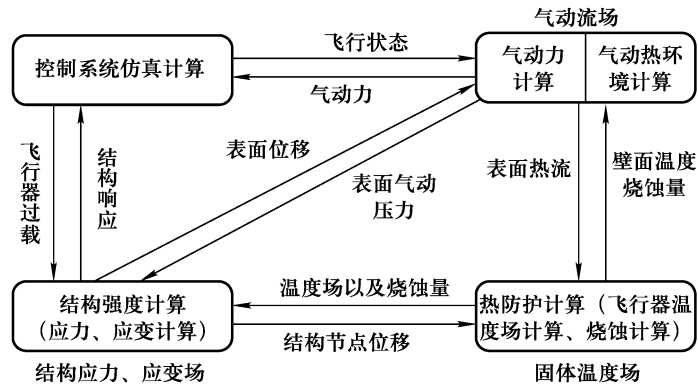 气动流场
控制系统仿真计算
飞行状态
气动力
气动力
计算
气动热环
境计算
飞行器过载
结构响应
表面位移
表面气动
压力
表面热流
壁面温度
烧蚀量
结构强度计算
（应力、应变计算）
温度场以及烧蚀量
结构节点位移
热防护计算（飞行器温
度场计算、烧蚀计算）
结构应力、应变场
固体温度场